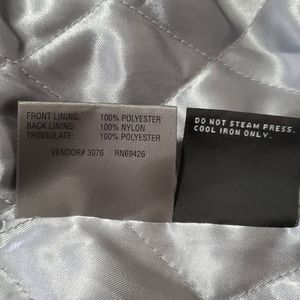 FRONT LINING: 100% POLYESTER
BACK LINING: 100% NYLON
THINSULATE: 100% POLYESTER
VENDOR# 3076 RN69426
DO NOT STEAM PRESS.
COOL IRON ONLY.